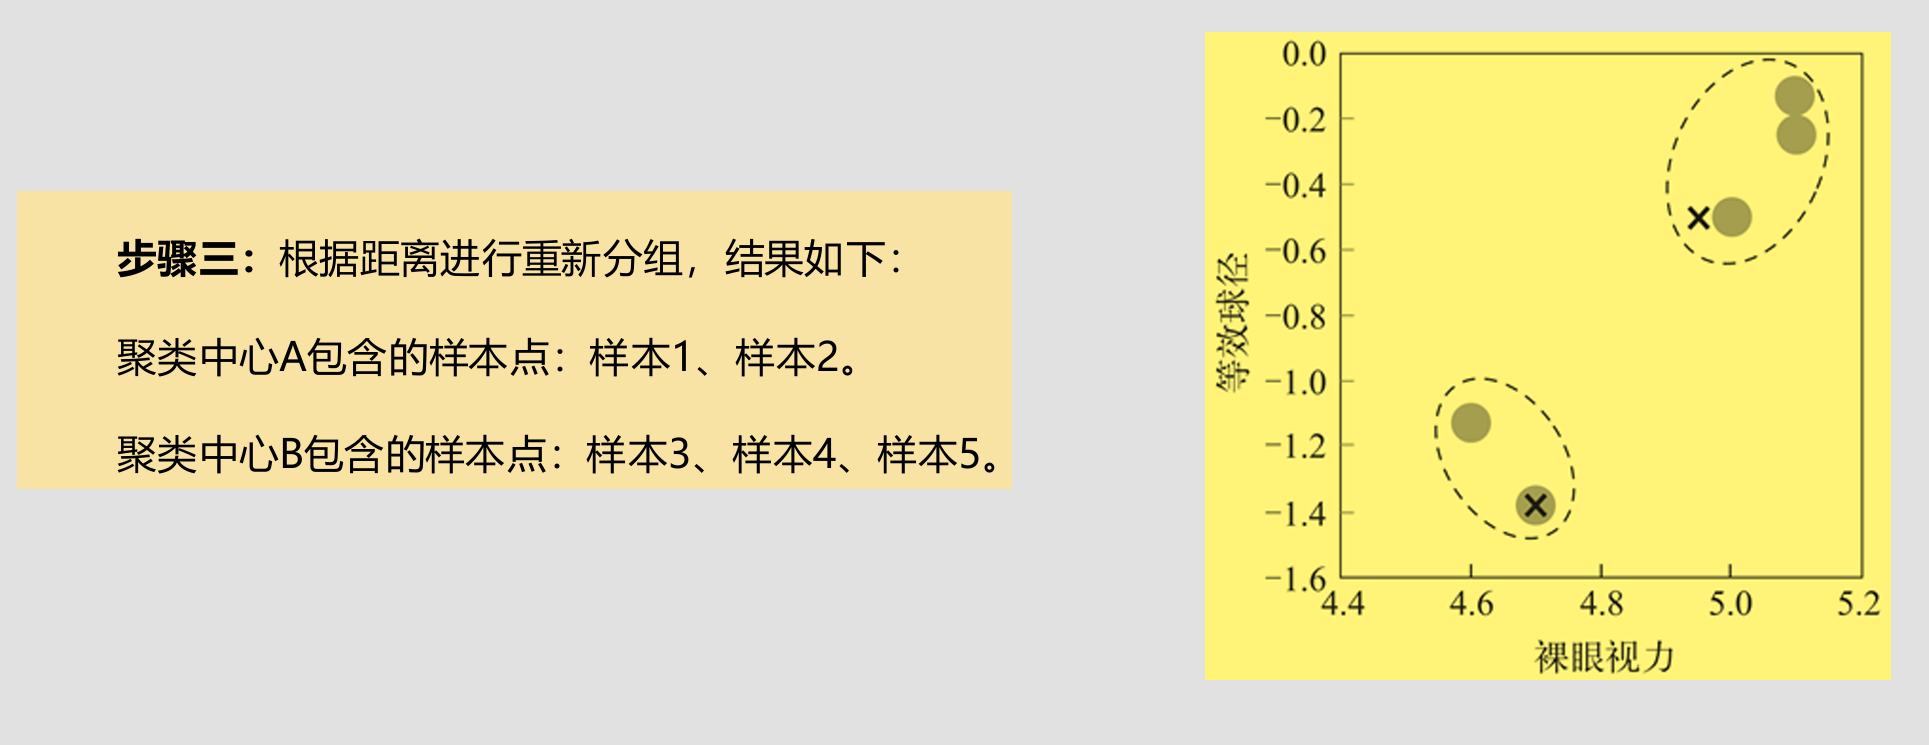 步骤三：根据距离进行重新分组，结果如下：
聚类中心A包含的样本点：样本1、样本2。
聚类中心B包含的样本点：样本3、样本4、样本5。
0.0
−0.2
−0.4
−0.6
−0.8
−1.0
−1.2
−1.4
−1.6
等效球径
4.4 4.6 4.8 5.0 5.2
裸眼视力